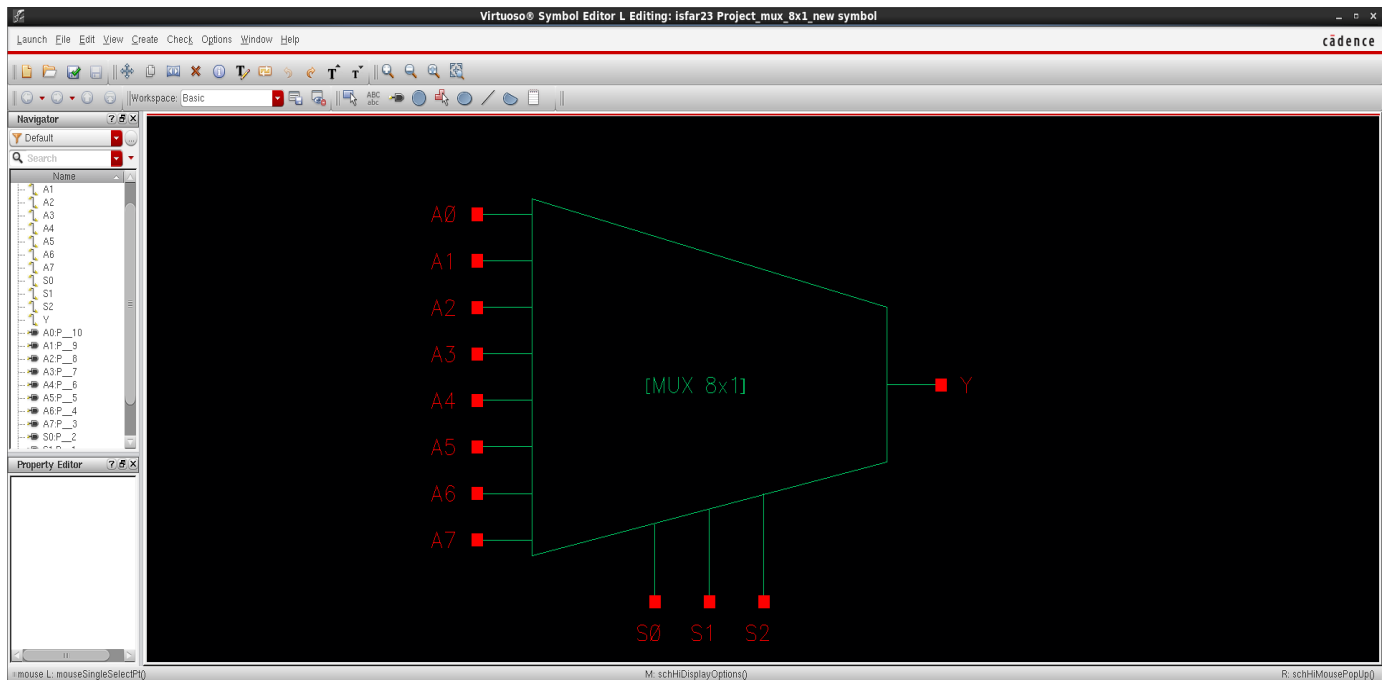 Virtuoso® Symbol Editor L Editing: isfar23 Project_mux_8x1_new symbol
Launch File Edit View Create Check Options Window Help
cādence
Workspace: Basic
Navigator
Default
Search
Name
A1
A2
A3
A4
A5
A6
A7
S0
S1
S2
Y
A0:P__10
A1:P__9
A2:P__8
A3:P__7
A4:P__6
A5:P__5
A6:P__4
A7:P__3
S0:P__2
Property Editor
A0
A1
A2
A3
A4
A5
A6
A7
[MUX 8x1]
Y
S0 S1 S2
mouse L: mouseSingleSelectPt() M: schHiDisplayOptions() R: schHiMousePopUp()